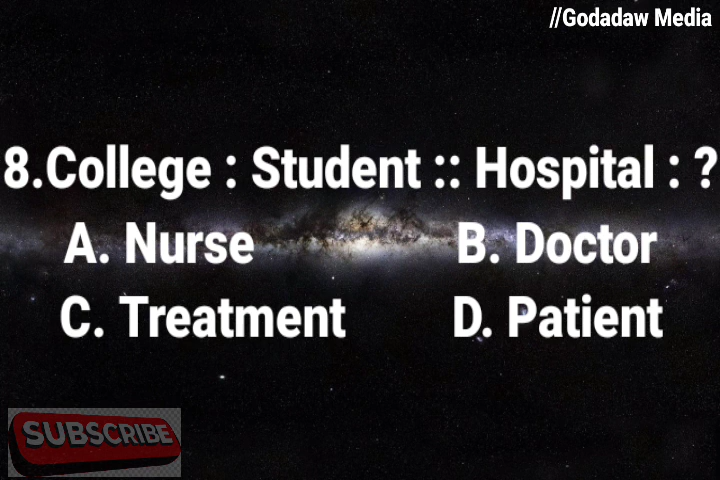 //Godadaw Media
8.College : Student :: Hospital : ?
A. Nurse B. Doctor
C. Treatment D. Patient
SUBSCRIBE